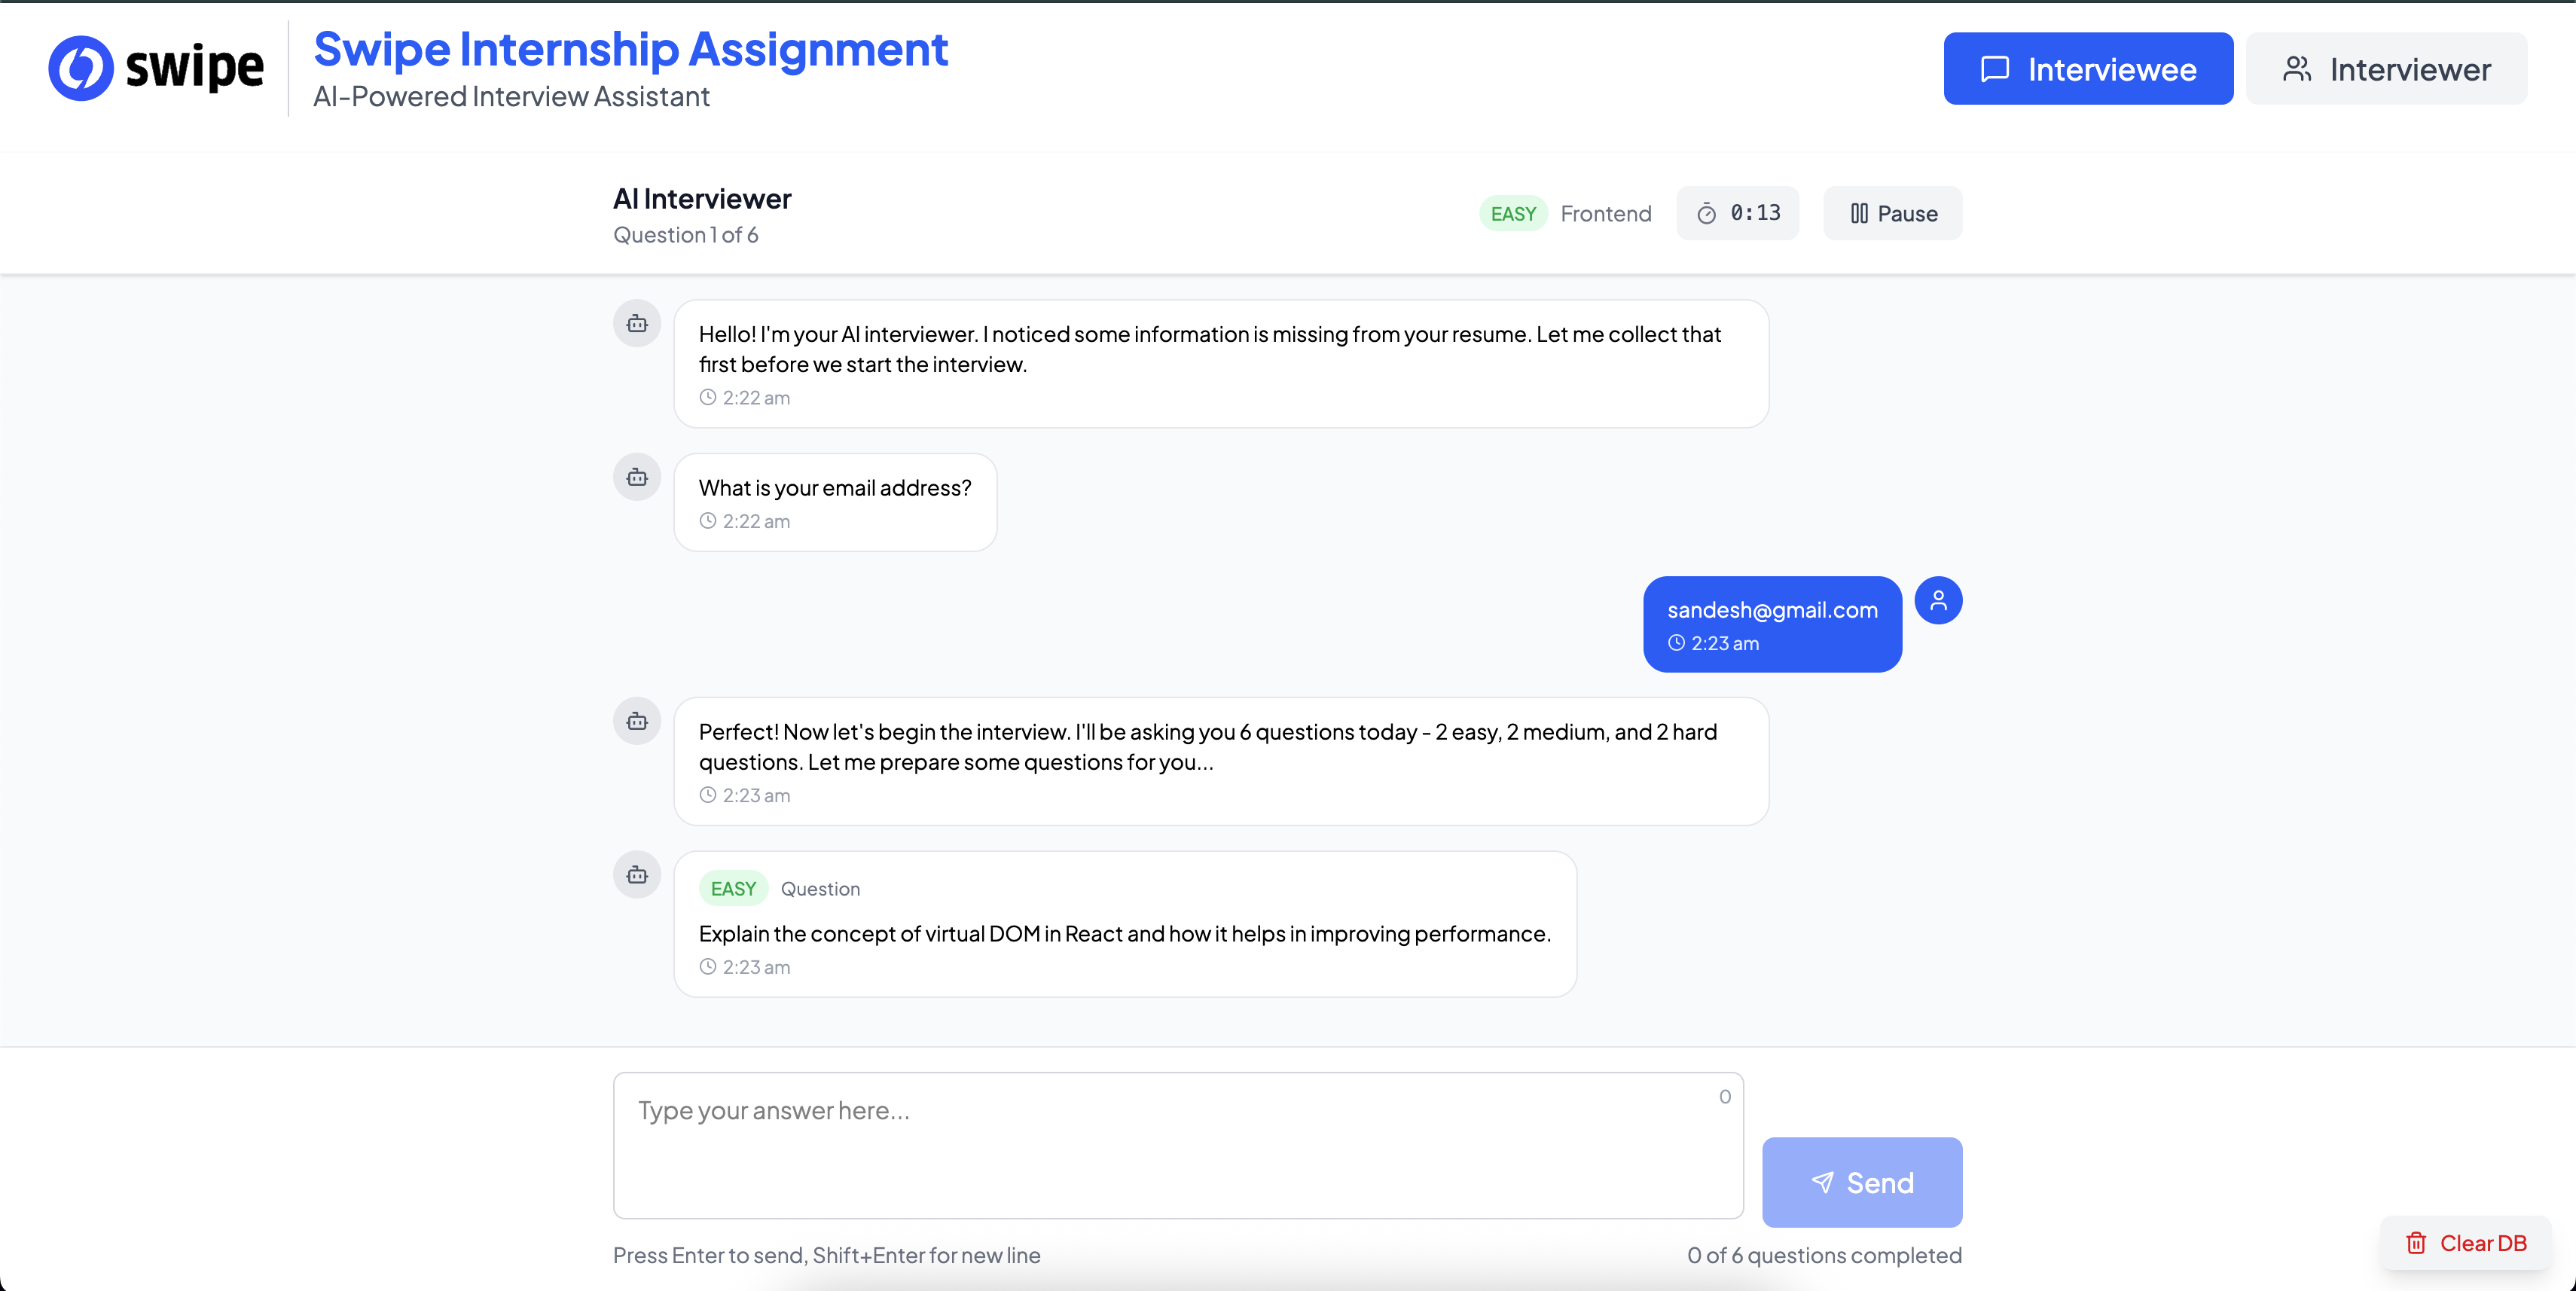 swipe
Swipe Internship Assignment
AI-Powered Interview Assistant
Interviewee
Interviewer
AI Interviewer
Question 1 of 6
EASY Frontend
0:13
Pause
Hello! I'm your AI interviewer. I noticed some information is missing from your resume. Let me collect that
first before we start the interview.
2:22 am
What is your email address?
2:22 am
sandesh@gmail.com
2:23 am
Perfect! Now let's begin the interview. I'll be asking you 6 questions today - 2 easy, 2 medium, and 2 hard
questions. Let me prepare some questions for you...
2:23 am
EASY Question
Explain the concept of virtual DOM in React and how it helps in improving performance.
2:23 am
Type your answer here...
0
Send
Press Enter to send, Shift+Enter for new line
0 of 6 questions completed
Clear DB